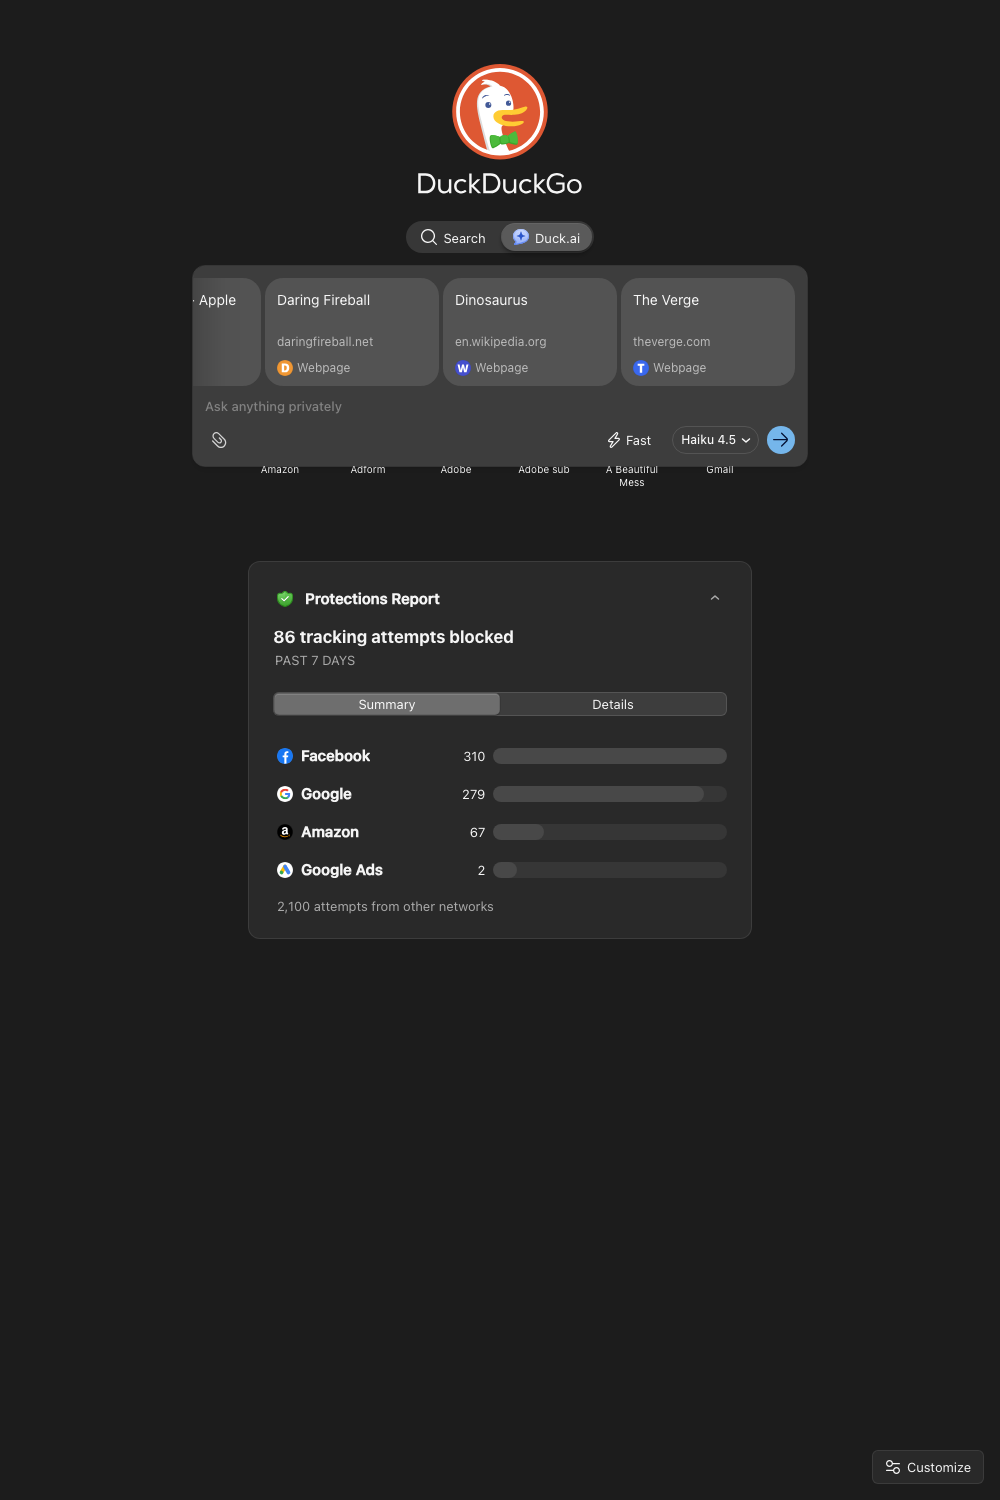 DuckDuckGo
Search
Duck.ai
· Apple
Daring Fireball
daringfireball.net
D Webpage
Dinosaurus
en.wikipedia.org
W Webpage
The Verge
theverge.com
T Webpage
Ask anything privately
Fast
Haiku 4.5
Amazon
Adform
Adobe
Adobe sub
A Beautiful
Mess
Gmail
Protections Report
86 tracking attempts blocked
PAST 7 DAYS
Summary
Details
Facebook 310
Google 279
Amazon 67
Google Ads 2
2,100 attempts from other networks
Customize